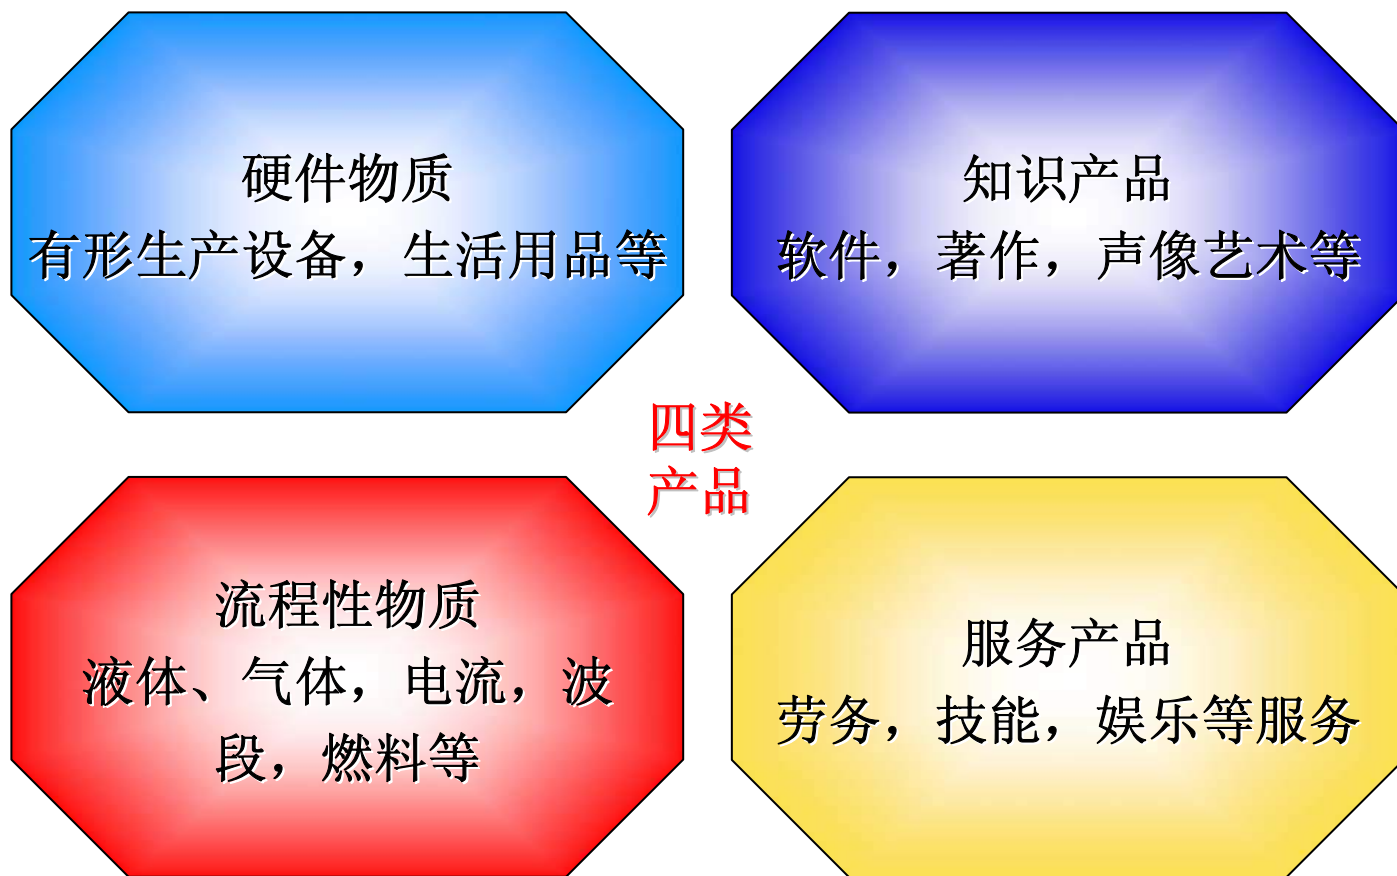 硬件物质
有形生产设备，生活用品等
知识产品
软件，著作，声像艺术等
四类
产品
流程性物质
液体、气体，电流，波
段，燃料等
服务产品
劳务，技能，娱乐等服务